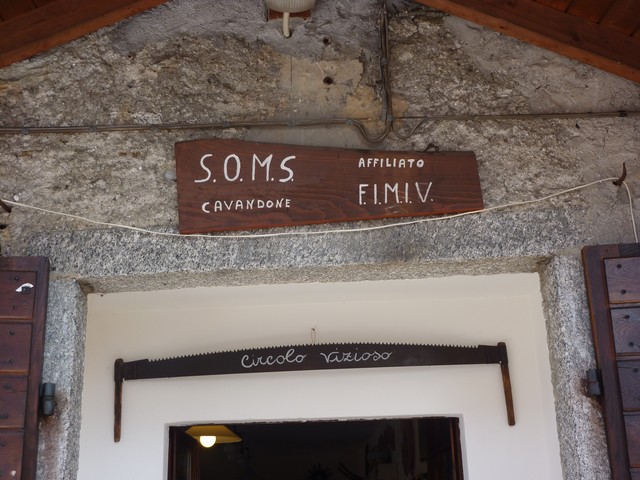 S.O.M.S.
CAVANDONE
AFFILIATO
F.I.M.I.V.
Circolo Vizioso